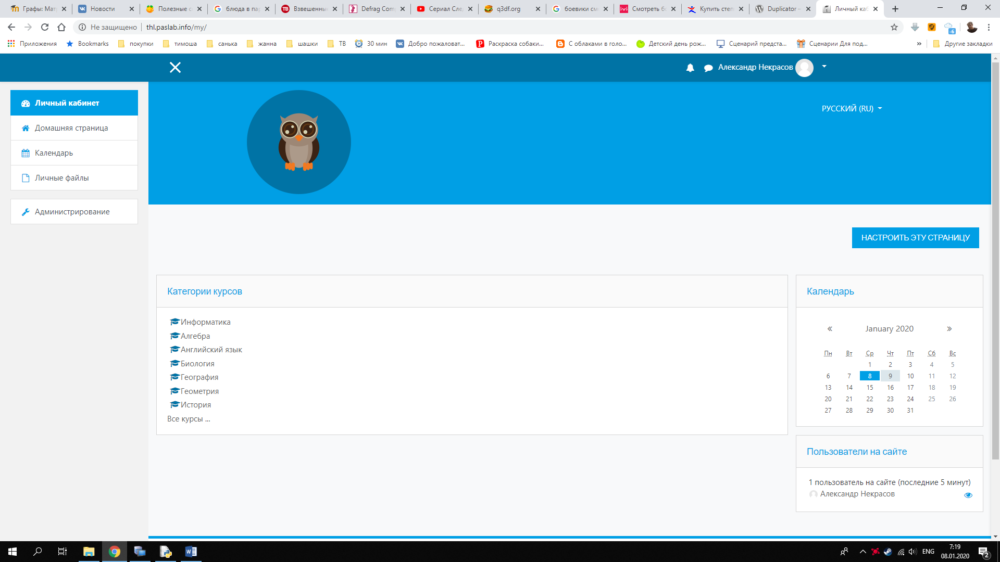 Графы: Мат
Новости
Полезные с
блюда в па
Взвешенны
Defrag Com
Сериал Сле
q3df.org
боевики см
Смотреть б
Купить степ
Duplicator –
Личный каб
Не защищено
thl.paslab.info/my/
-6
Приложения
Bookmarks
покупки
тимоша
санька
жанна
шашки
ТВ
30 мин
Добро пожаловат...
Раскраска собаки...
С облаками в голо...
Детский день рож...
Сценарий предста...
Сценарии Для под...
»
Другие закладки
Александр Некрасов
Личный кабинет
Домашняя страница
Календарь
Личные файлы
Администрирование
РУССКИЙ (RU)
НАСТРОИТЬ ЭТУ СТРАНИЦУ
Категории курсов
Информатика
Алгебра
Английский язык
Биология
География
Геометрия
История
Все курсы ...
Календарь
« January 2020 »
Пн Вт Ср Чт Пт Сб Вс
1 2 3 4 5
6 7 8 9 10 11 12
13 14 15 16 17 18 19
20 21 22 23 24 25 26
27 28 29 30 31
Пользователи на сайте
1 пользователь на сайте (последние 5 минут)
Александр Некрасов
ENG
7:19
08.01.2020
2